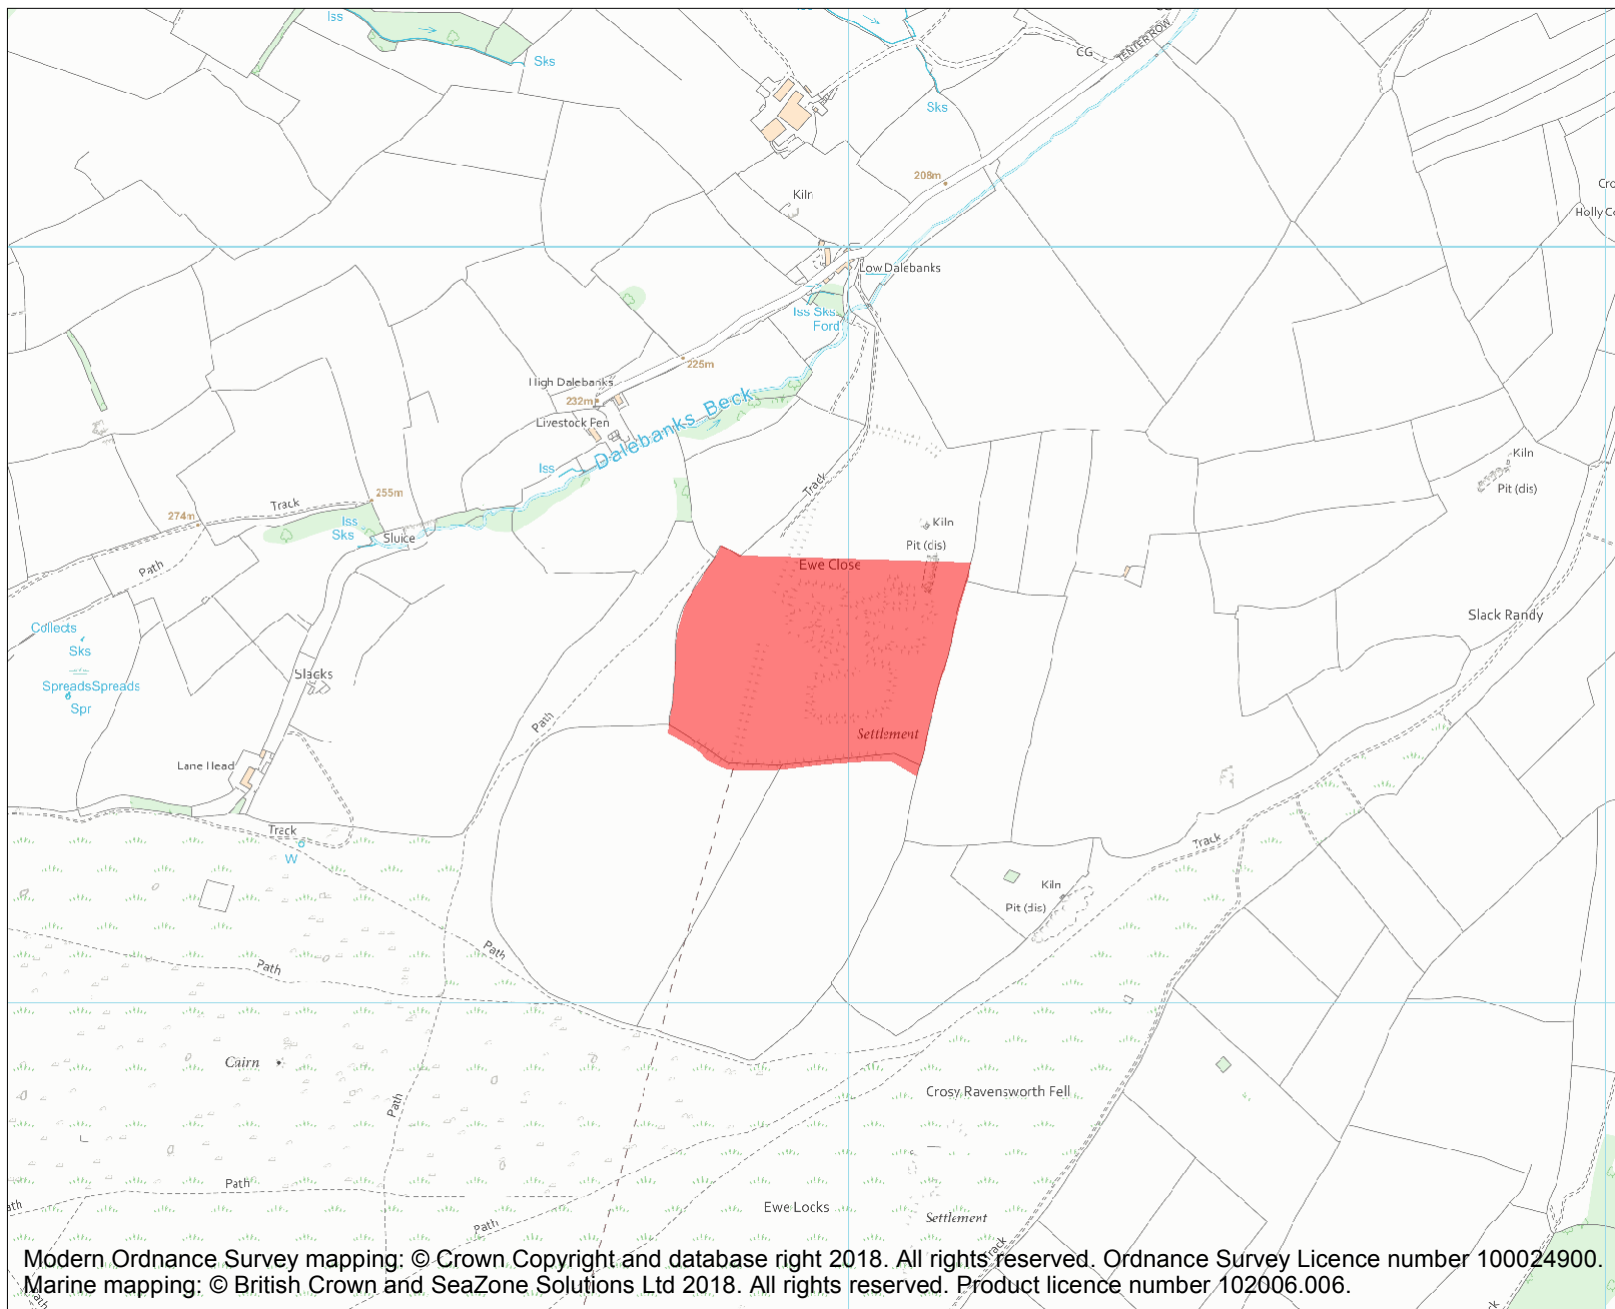 Iss
Iss
Sks
CG
TENTER ROW
Sks
208m
Kiln
Holly
Low Dalebanks
Iss Sks
Ford
225m
High Dalebanks
232m
Livestock Pen
Dalebanks Beck
Iss
Track
255m
274m
Iss
Sks
Sluice
Path
Track
Kiln
Pit (dis)
Kiln
Pit (dis)
Ewe Close
Slack Randy
Collects
Sks
SpreadsSpreads
Spr
Slacks
Path
Settlement
Lane Head
Track
W
Track
Kiln
Pit (dis)
Path
Path
Cairn
Path
Crosy Ravensworth Fell
Path
Path
Ewe Locks
Settlement
Track
Path
Modern Ordnance Survey mapping: © Crown Copyright and database right 2018. All rights reserved. Ordnance Survey Licence number 100024900.
Marine mapping: © British Crown and SeaZone Solutions Ltd 2018. All rights reserved. Product licence number 102006.006.